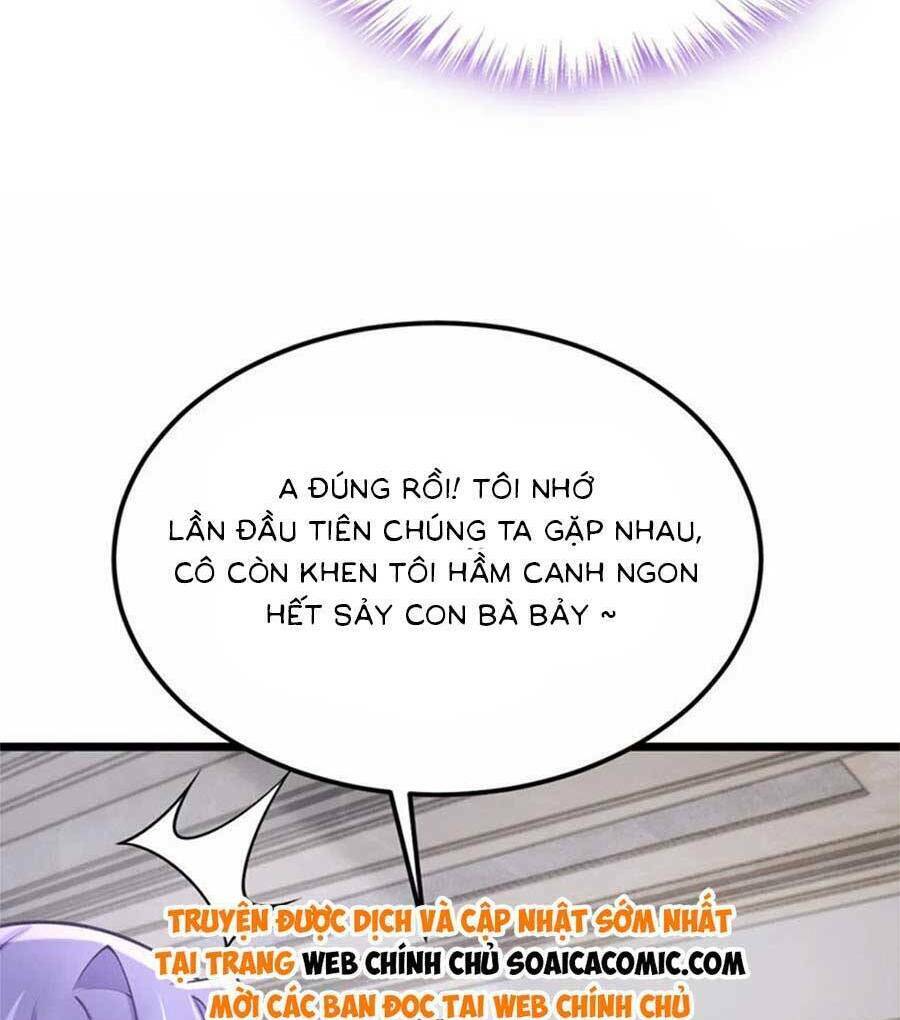 A ĐÚNG RỒI! TÔI NHỚ
LẦN ĐẦU TIÊN CHÚNG TA GẶP NHAU,
CÔ CÒN KHEN TÔI HẦM CANH NGON
HẾT SẢY CON BÀ BẢY ~
TRUYỆN ĐƯỢC DỊCH VÀ CẬP NHẬT SỚM NHẤT
TẠI TRANG WEB CHÍNH CHỦ SOAICACOMIC.COM
MỜI CÁC BẠN ĐỌC TẠI WEB CHÍNH CHỦ